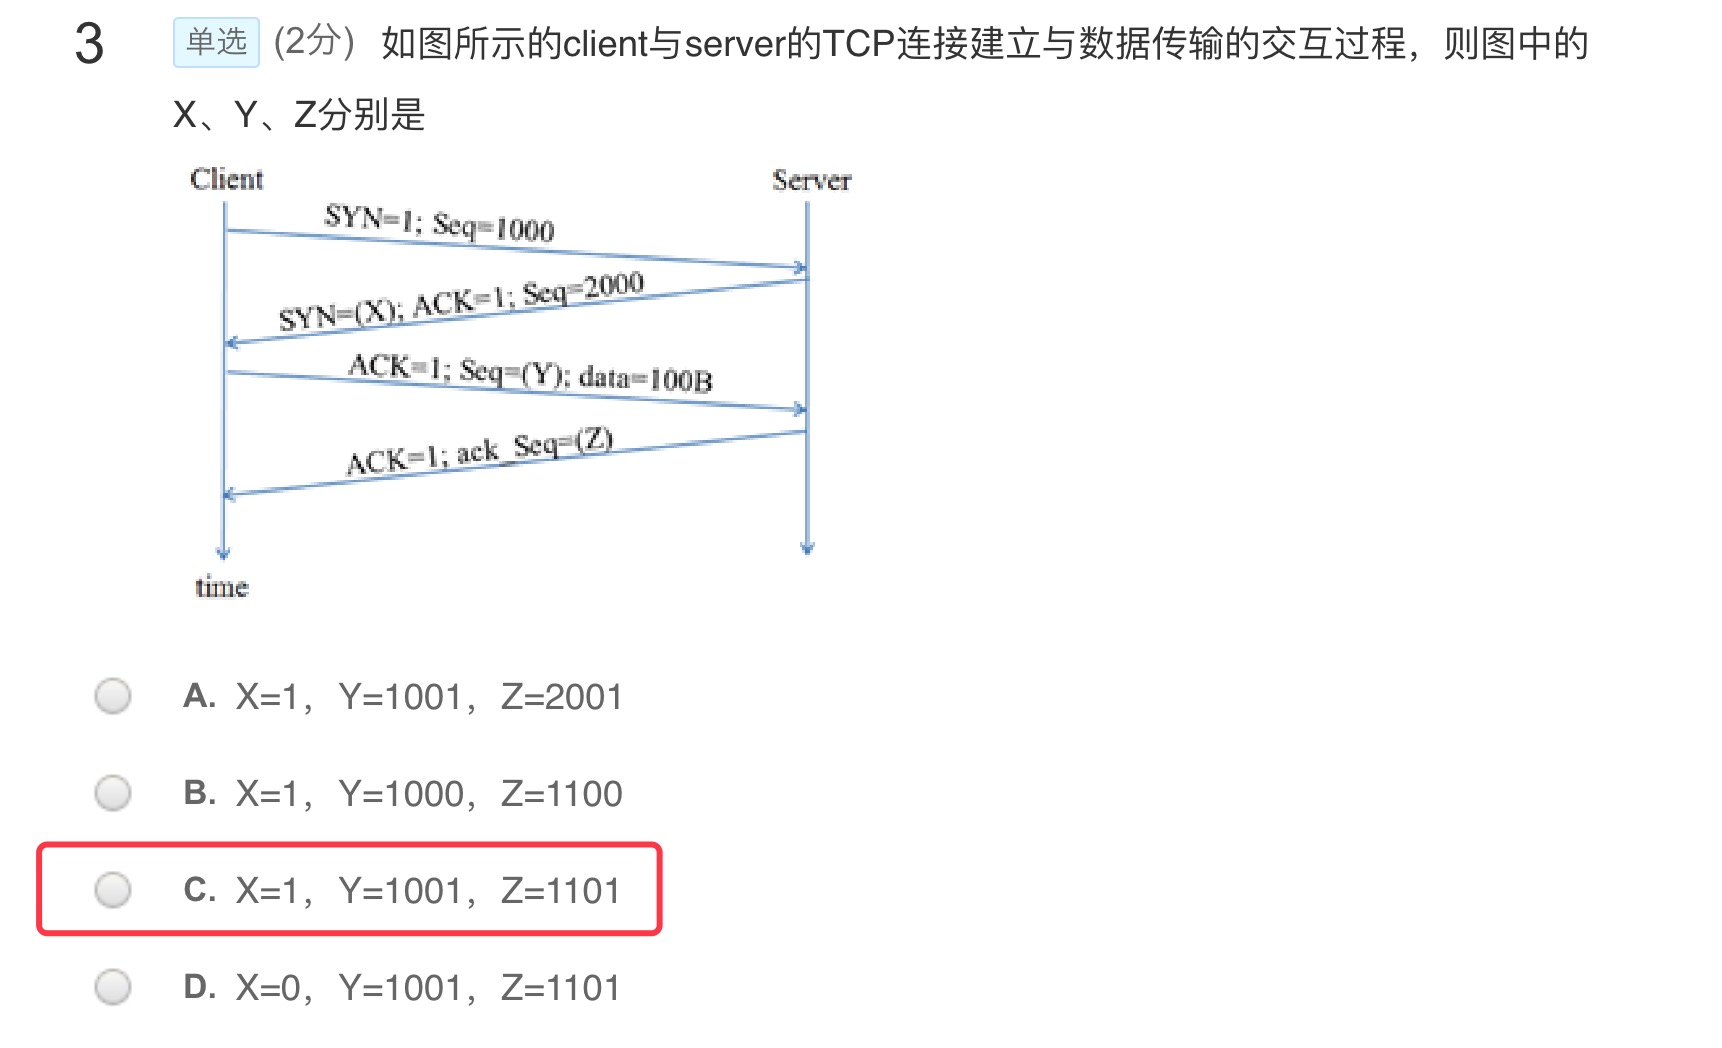 3 单选 (2分) 如图所示的client与server的TCP连接建立与数据传输的交互过程，则图中的
X、Y、Z分别是
Client Server
SYN=1; Seq=1000
SYN=(X); ACK=1; Seq=2000
ACK=1; Seq=(Y); data=100B
ACK=1; ack_Seq=(Z)
time
A. X=1，Y=1001，Z=2001
B. X=1，Y=1000，Z=1100
C. X=1，Y=1001，Z=1101
D. X=0，Y=1001，Z=1101